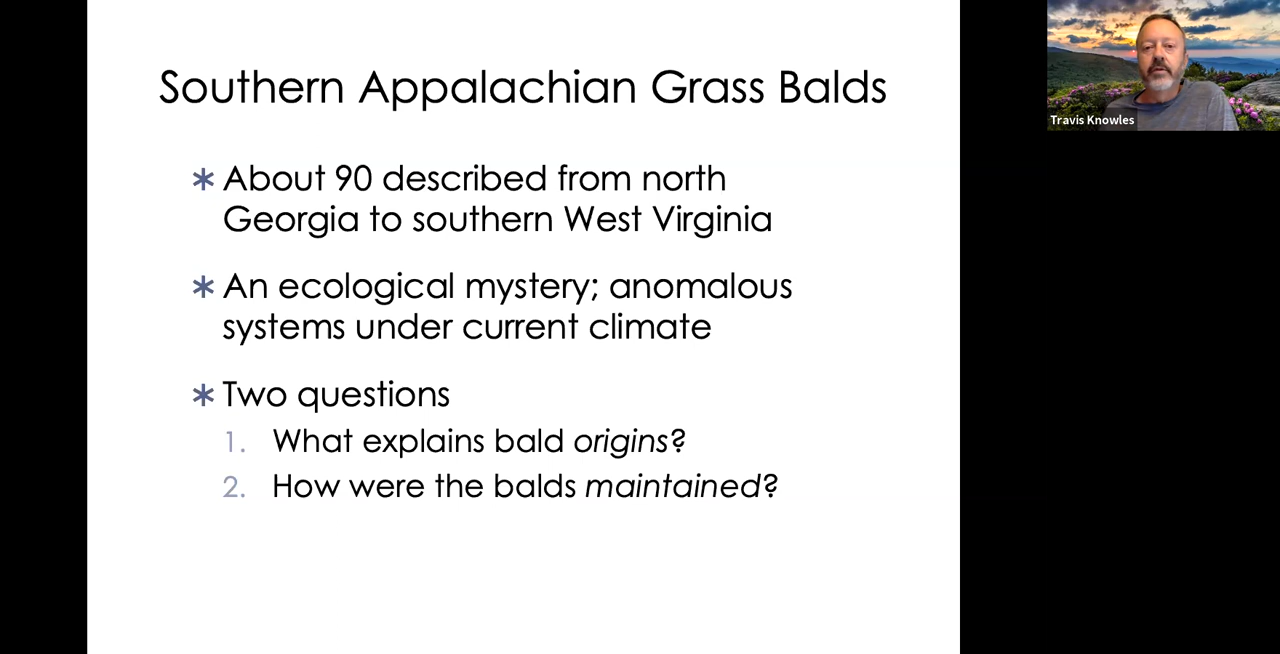 Southern Appalachian Grass Balds
* About 90 described from north
Georgia to southern West Virginia
* An ecological mystery; anomalous
systems under current climate
* Two questions
1. What explains bald origins?
2. How were the balds maintained?
Travis Knowles